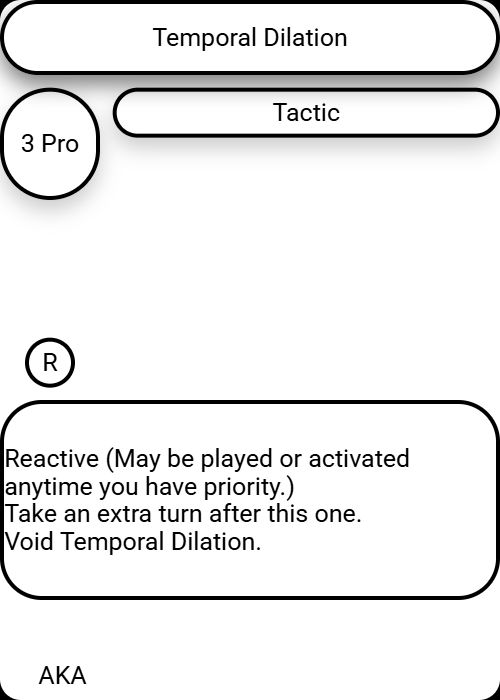 Temporal Dilation
Tactic
3 Pro
R
Reactive (May be played or activated
anytime you have priority.)
Take an extra turn after this one.
Void Temporal Dilation.
AKA